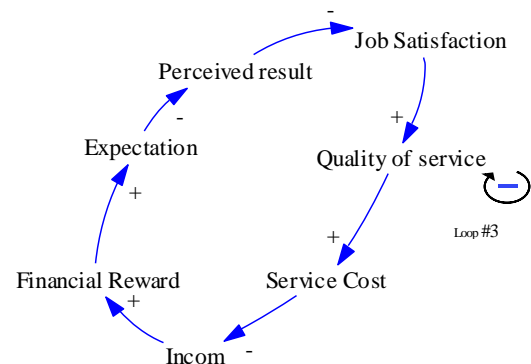 -
Job Satisfaction
Perceived result
-
+
Expectation
Quality of service
+
+
Loop #3
Financial Reward
Service Cost
+
-
Incom
-